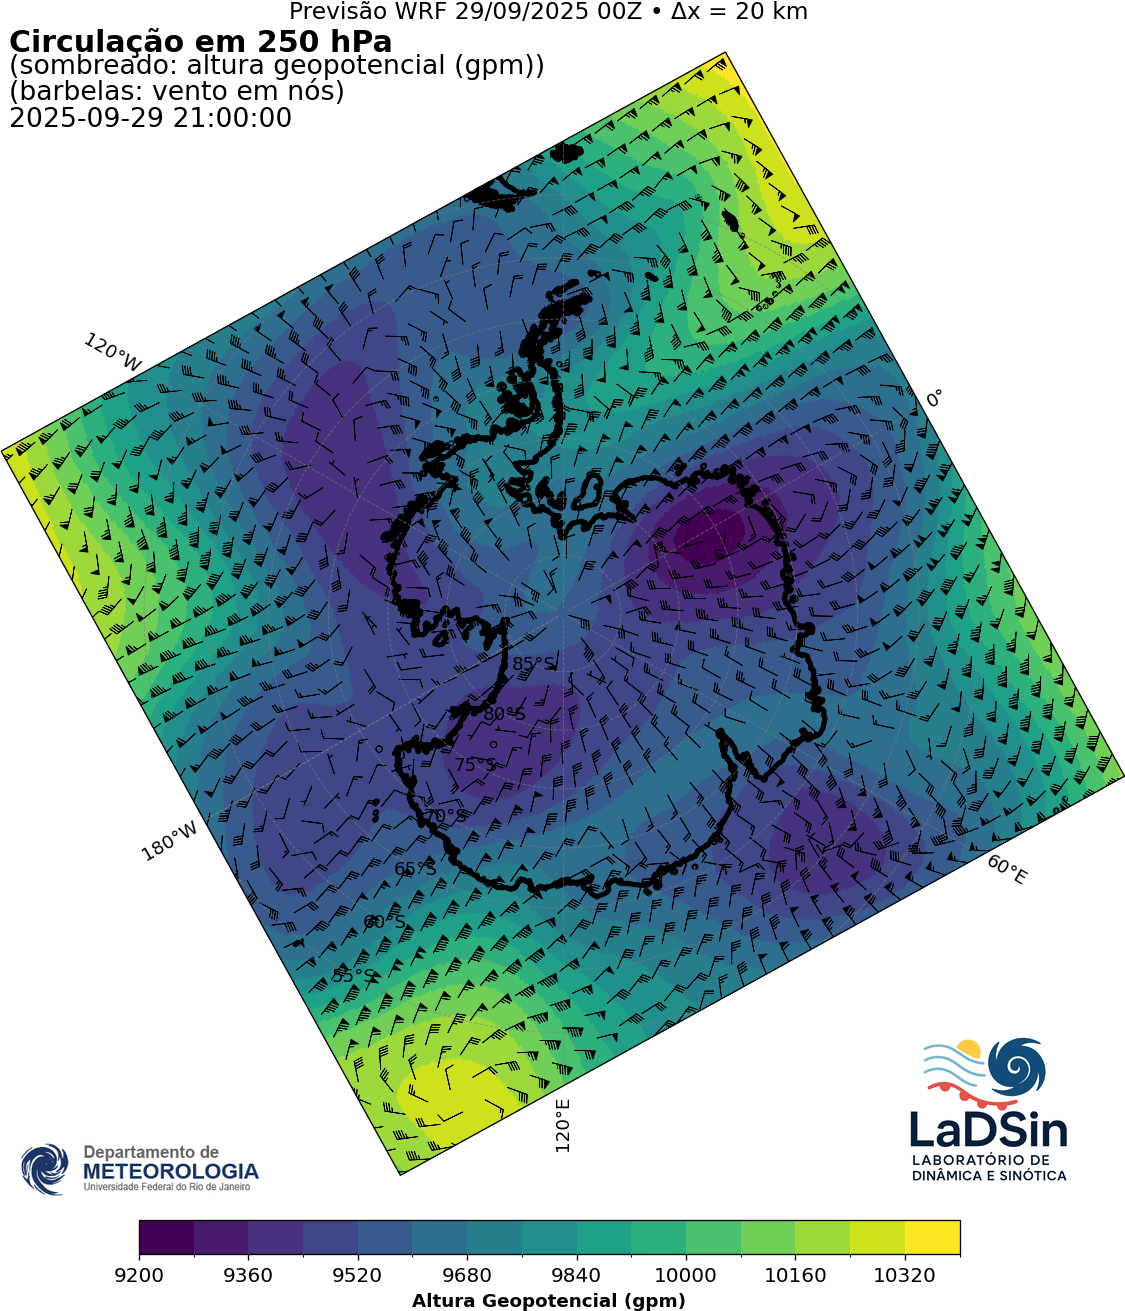 Previsão WRF 29/09/2025 00Z • Δx = 20 km
Circulação em 250 hPa
(sombreado: altura geopotencial (gpm))
(barbelas: vento em nós)
2025-09-29 21:00:00
120°W
0°
85°S
80°S
75°S
70°S
65°S
60°S
55°S
180°W
60°E
120°E
Departamento de
METEOROLOGIA
Universidade Federal do Rio de Janeiro
LaDSin
LABORATÓRIO DE
DINÂMICA E SINÓTICA
9200 9360 9520 9680 9840 10000 10160 10320
Altura Geopotencial (gpm)